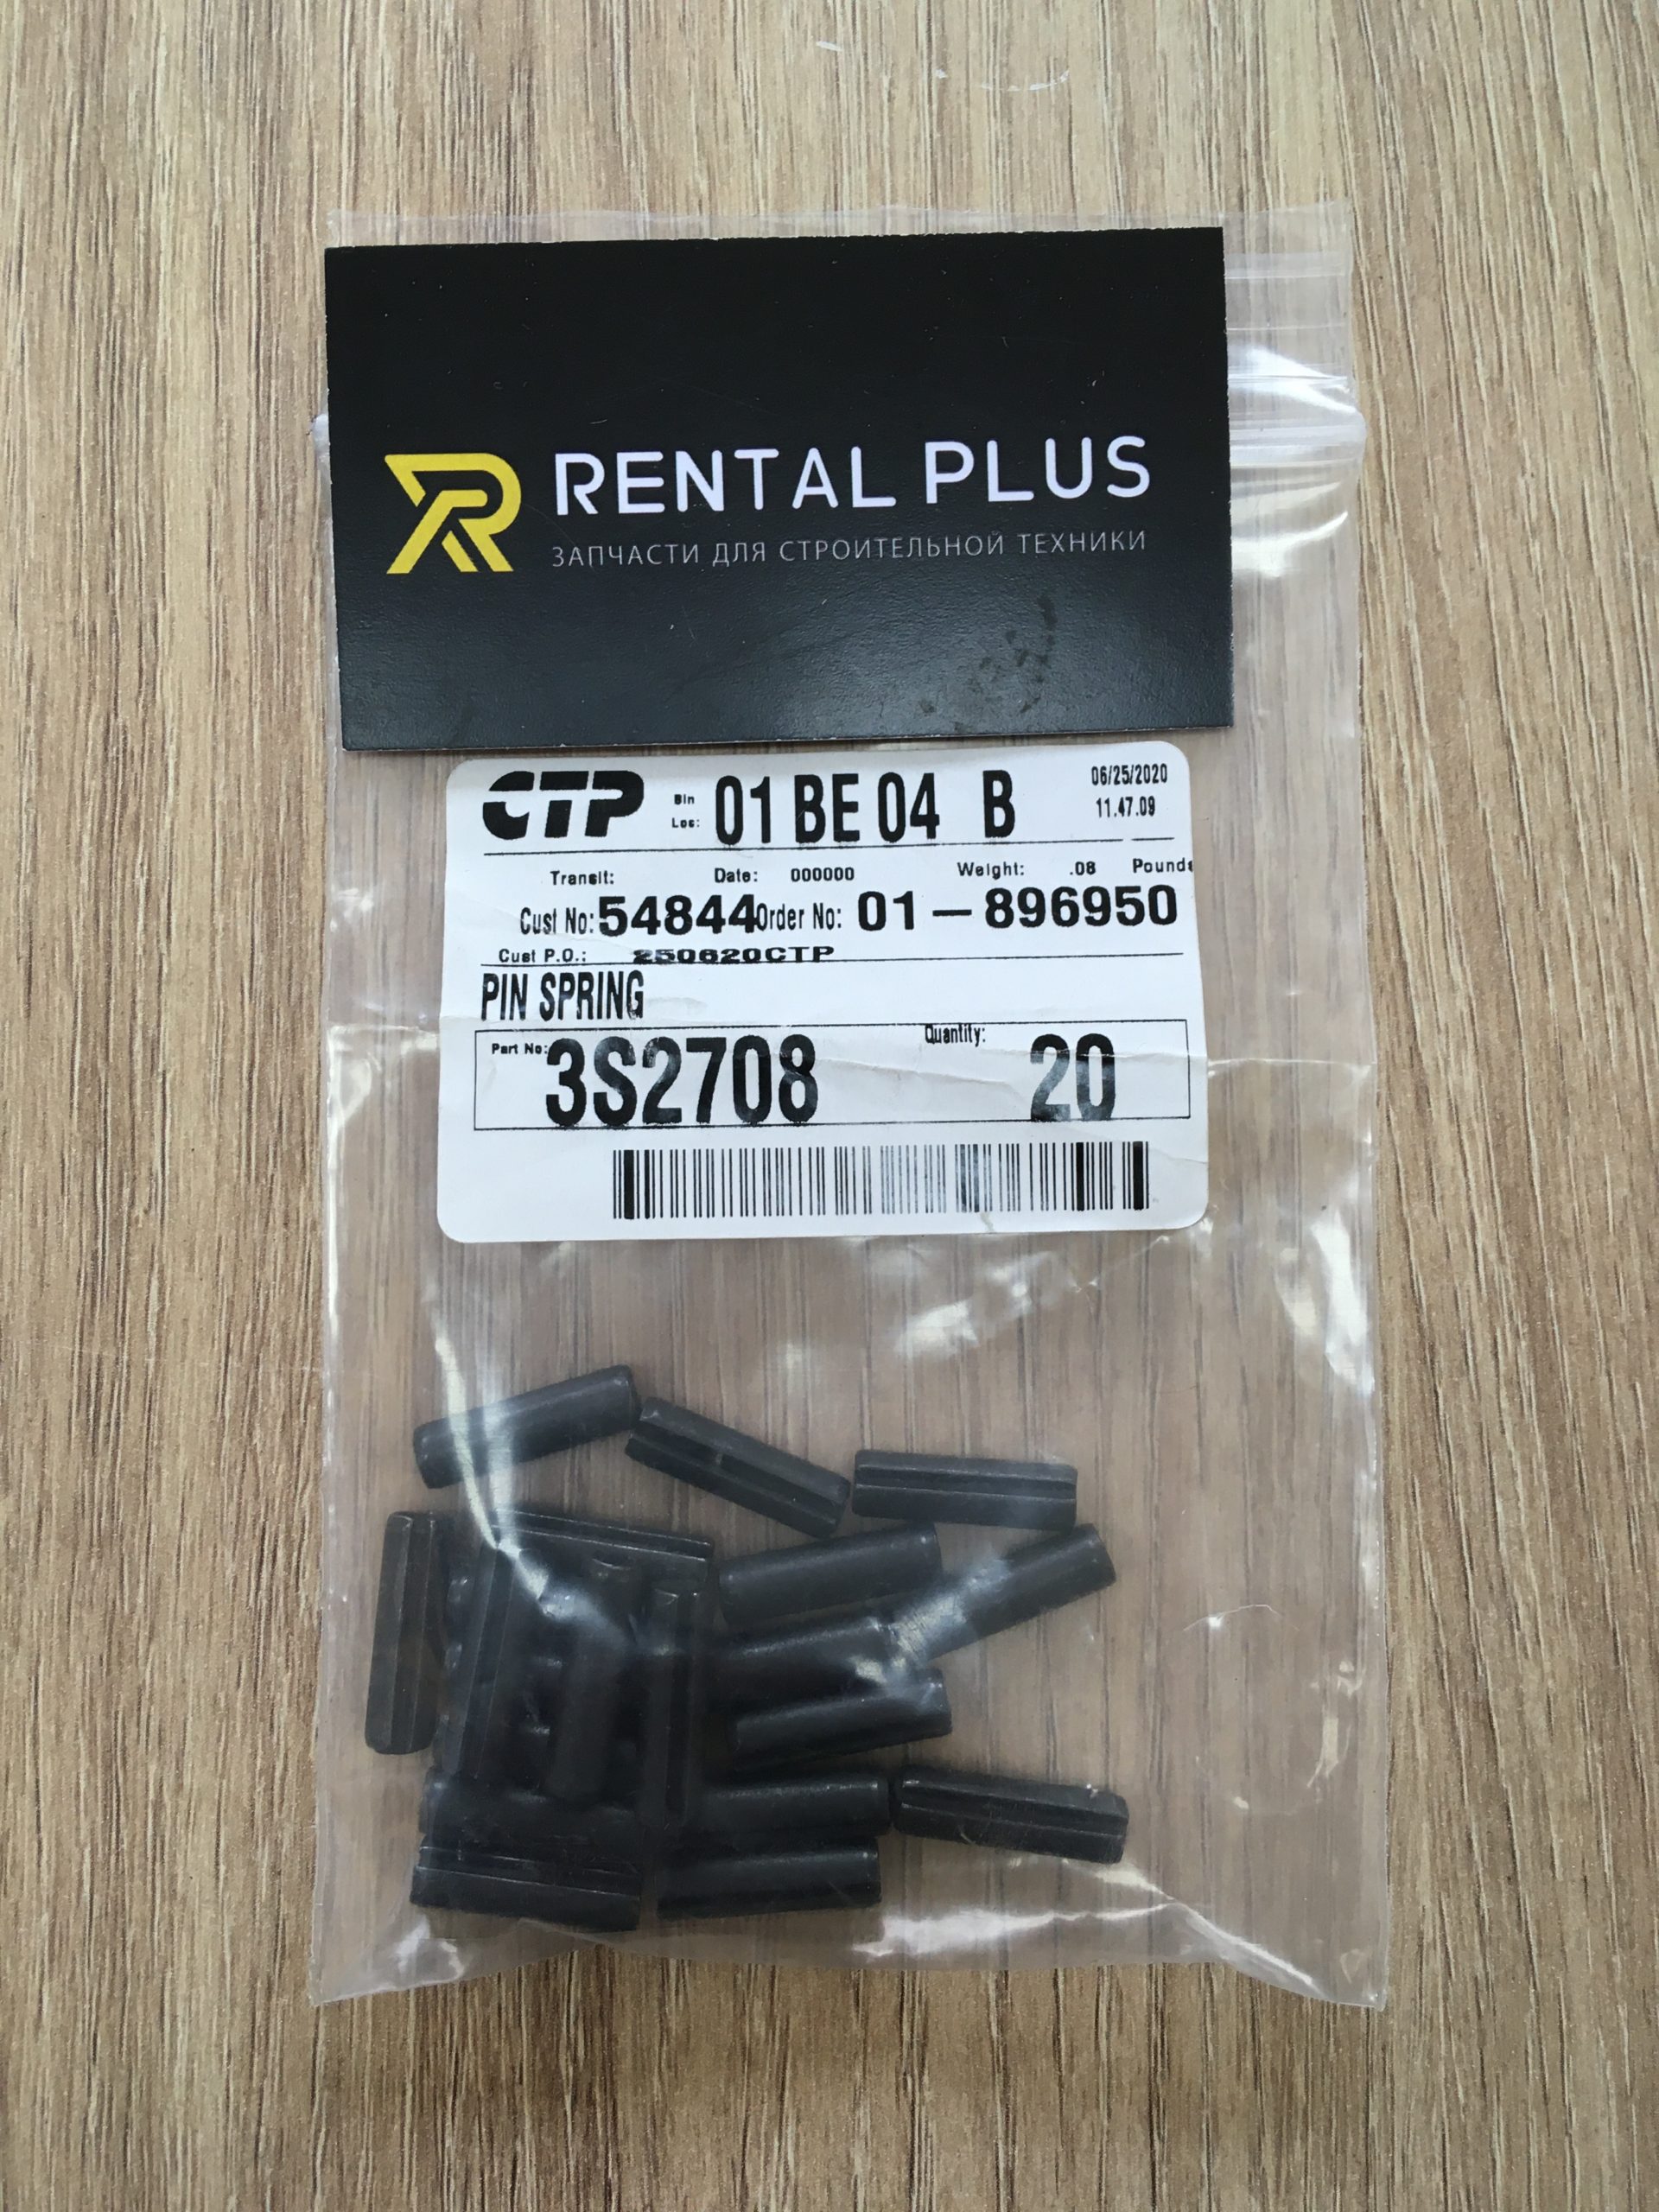 RENTAL PLUS
ЗАПЧАСТИ ДЛЯ СТРОИТЕЛЬНОЙ ТЕХНИКИ
CTP Bin Loc: 01 BE 04 B 06/25/2020
11.47.09
Transit: Date: 000000 Weight: .08 Pounds
Cust No: 54844 Order No: 01-896950
Cust P.O.: 250620CTP
PIN SPRING
Part No: 3S2708 Quantity: 20